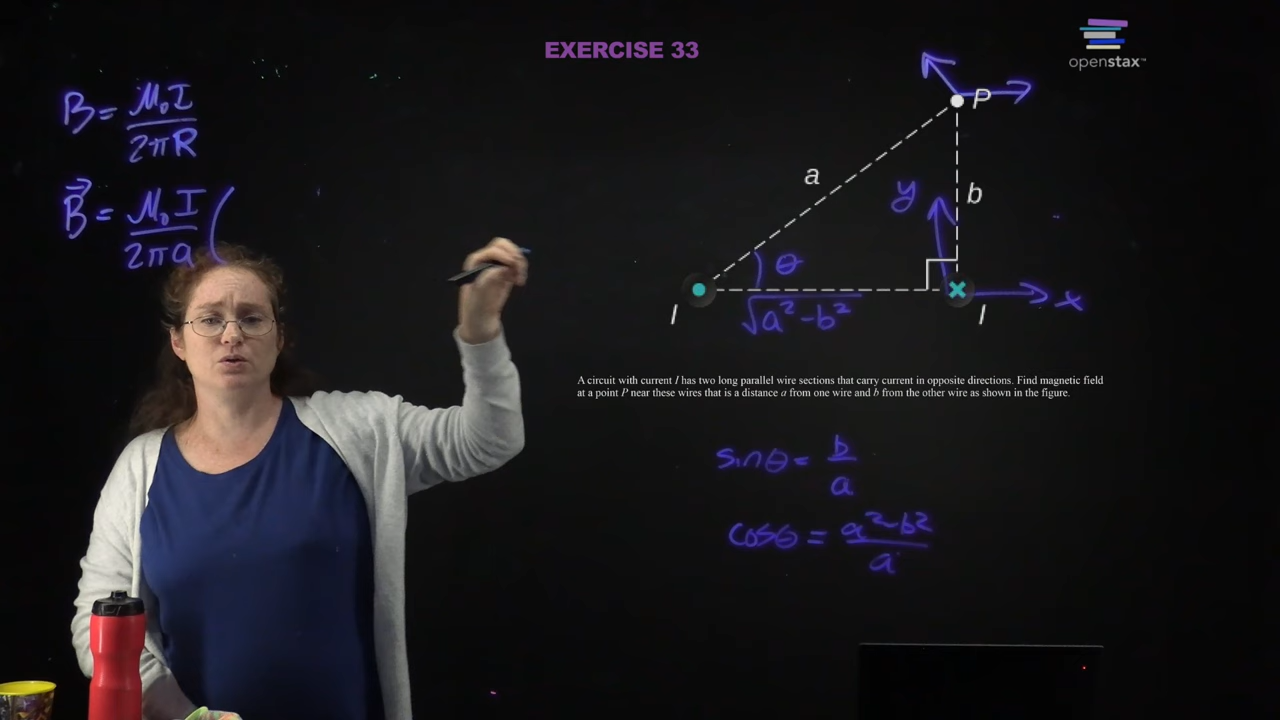 EXERCISE 33
openstax™
B = μ₀I / 2πR
B⃗ = μ₀I / 2πa (
P
a
b
y
θ
√a²-b²
x
I
I
A circuit with current I has two long parallel wire sections that carry current in opposite directions. Find magnetic field
at a point P near these wires that is a distance a from one wire and b from the other wire as shown in the figure.
sinθ = b / a
cosθ = a²-b² / a